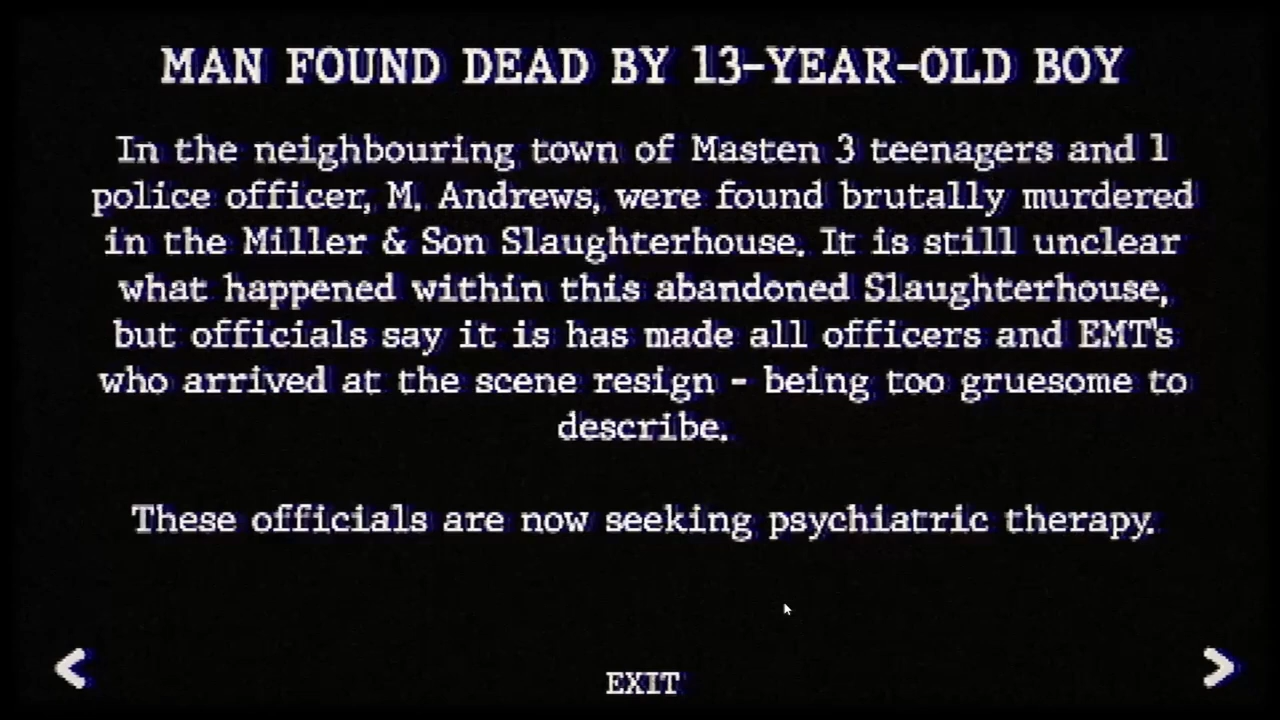 MAN FOUND DEAD BY 13-YEAR-OLD BOY
In the neighbouring town of Masten 3 teenagers and 1
police officer, M. Andrews, were found brutally murdered
in the Miller & Son Slaughterhouse. It is still unclear
what happened within this abandoned Slaughterhouse,
but officials say it is has made all officers and EMT's
who arrived at the scene resign - being too gruesome to
describe.
These officials are now seeking psychiatric therapy.
< EXIT >